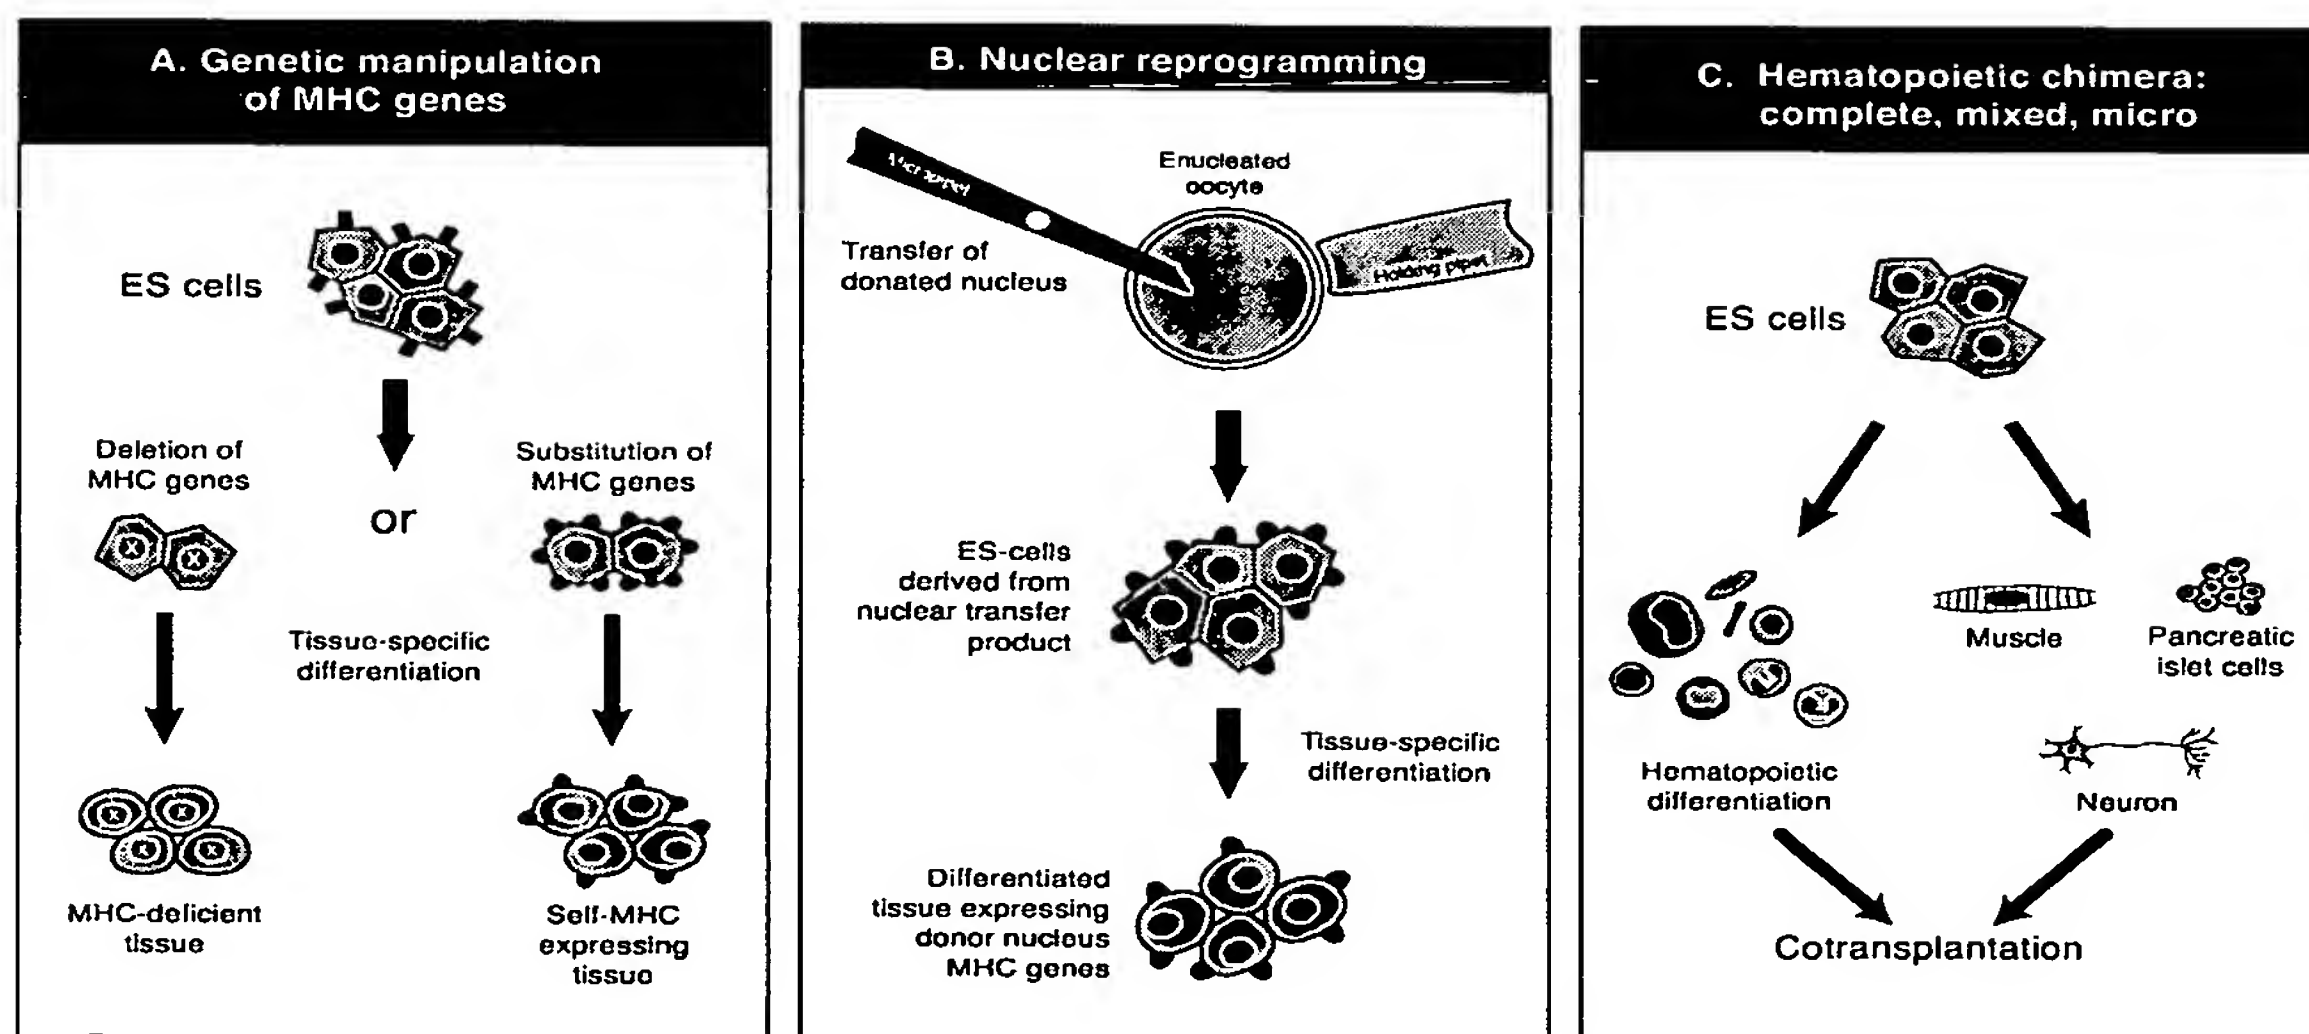 A. Genetic manipulation
of MHC genes
ES cells
Deletion of
MHC genes
or
Substitution of
MHC genes
Tissue-specific
differentiation
MHC-deficient
tissue
Self-MHC
expressing
tissue
B. Nuclear reprogramming
Enucleated
oocyte
Transfer of
donated nucleus
Holding pipet
ES-cells
derived from
nuclear transfer
product
Tissue-specific
differentiation
Differentiated
tissue expressing
donor nucleus
MHC genes
C. Hematopoietic chimera:
complete, mixed, micro
ES cells
Muscle
Pancreatic
islet cells
Hematopoietic
differentiation
Neuron
Cotransplantation